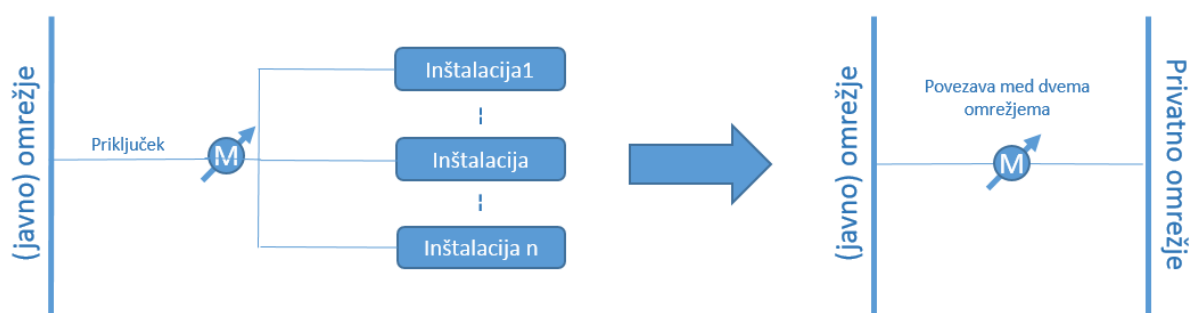 (javno) omrežje
Priključek
M
Inštalacija1
Inštalacija
Inštalacija n
(javno) omrežje
Povezava med dvema
omrežjema
M
Privatno omrežje